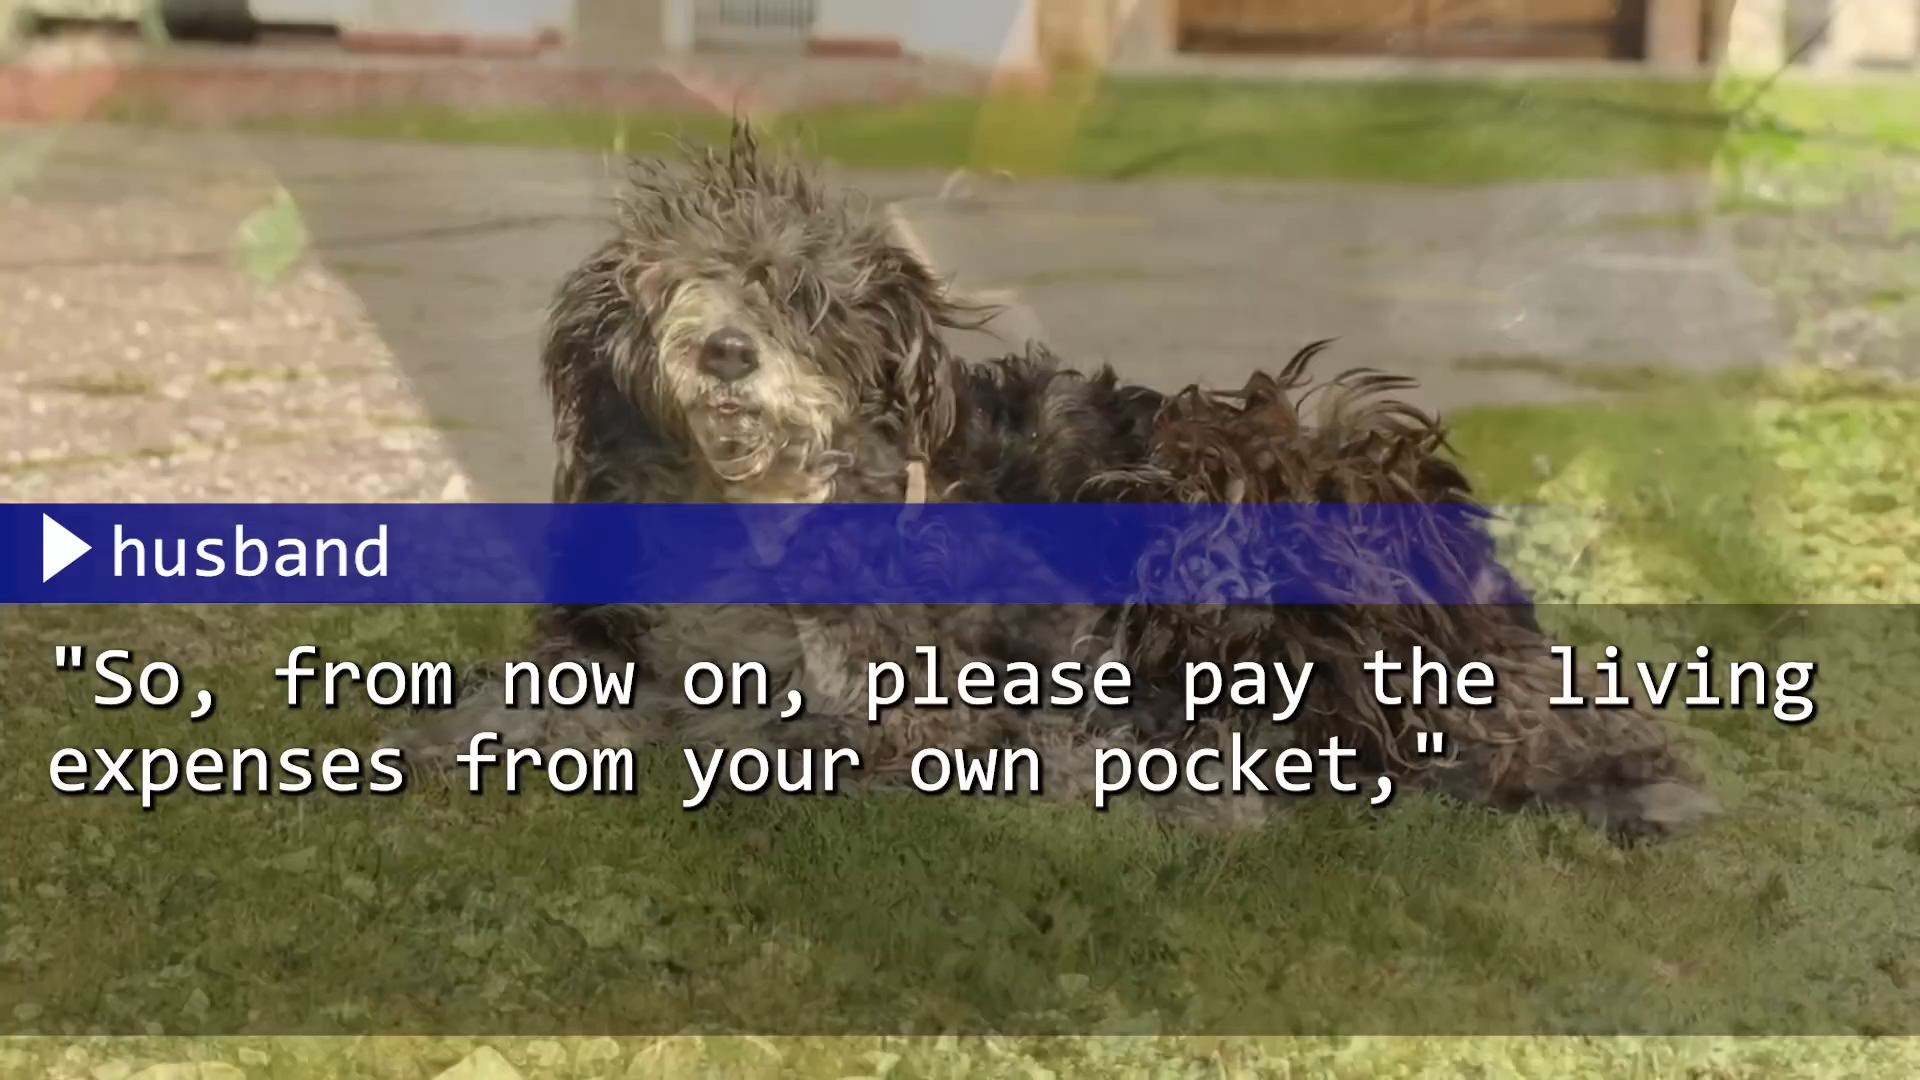 husband
"So, from now on, please pay the living
expenses from your own pocket,"